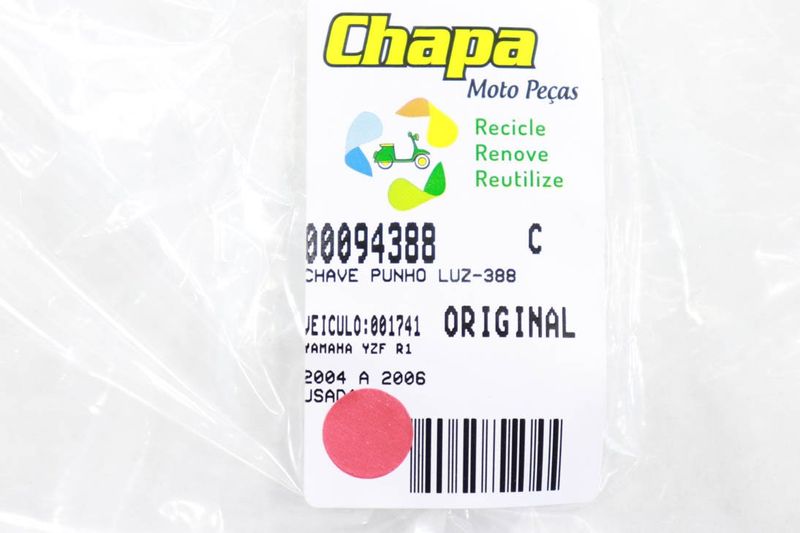 Chapa
Moto Peças
Recicle
Renove
Reutilize
00094388 C
CHAVE PUNHO LUZ-388
VEICULO:001741 ORIGINAL
YAMAHA YZF R1
2004 A 2006